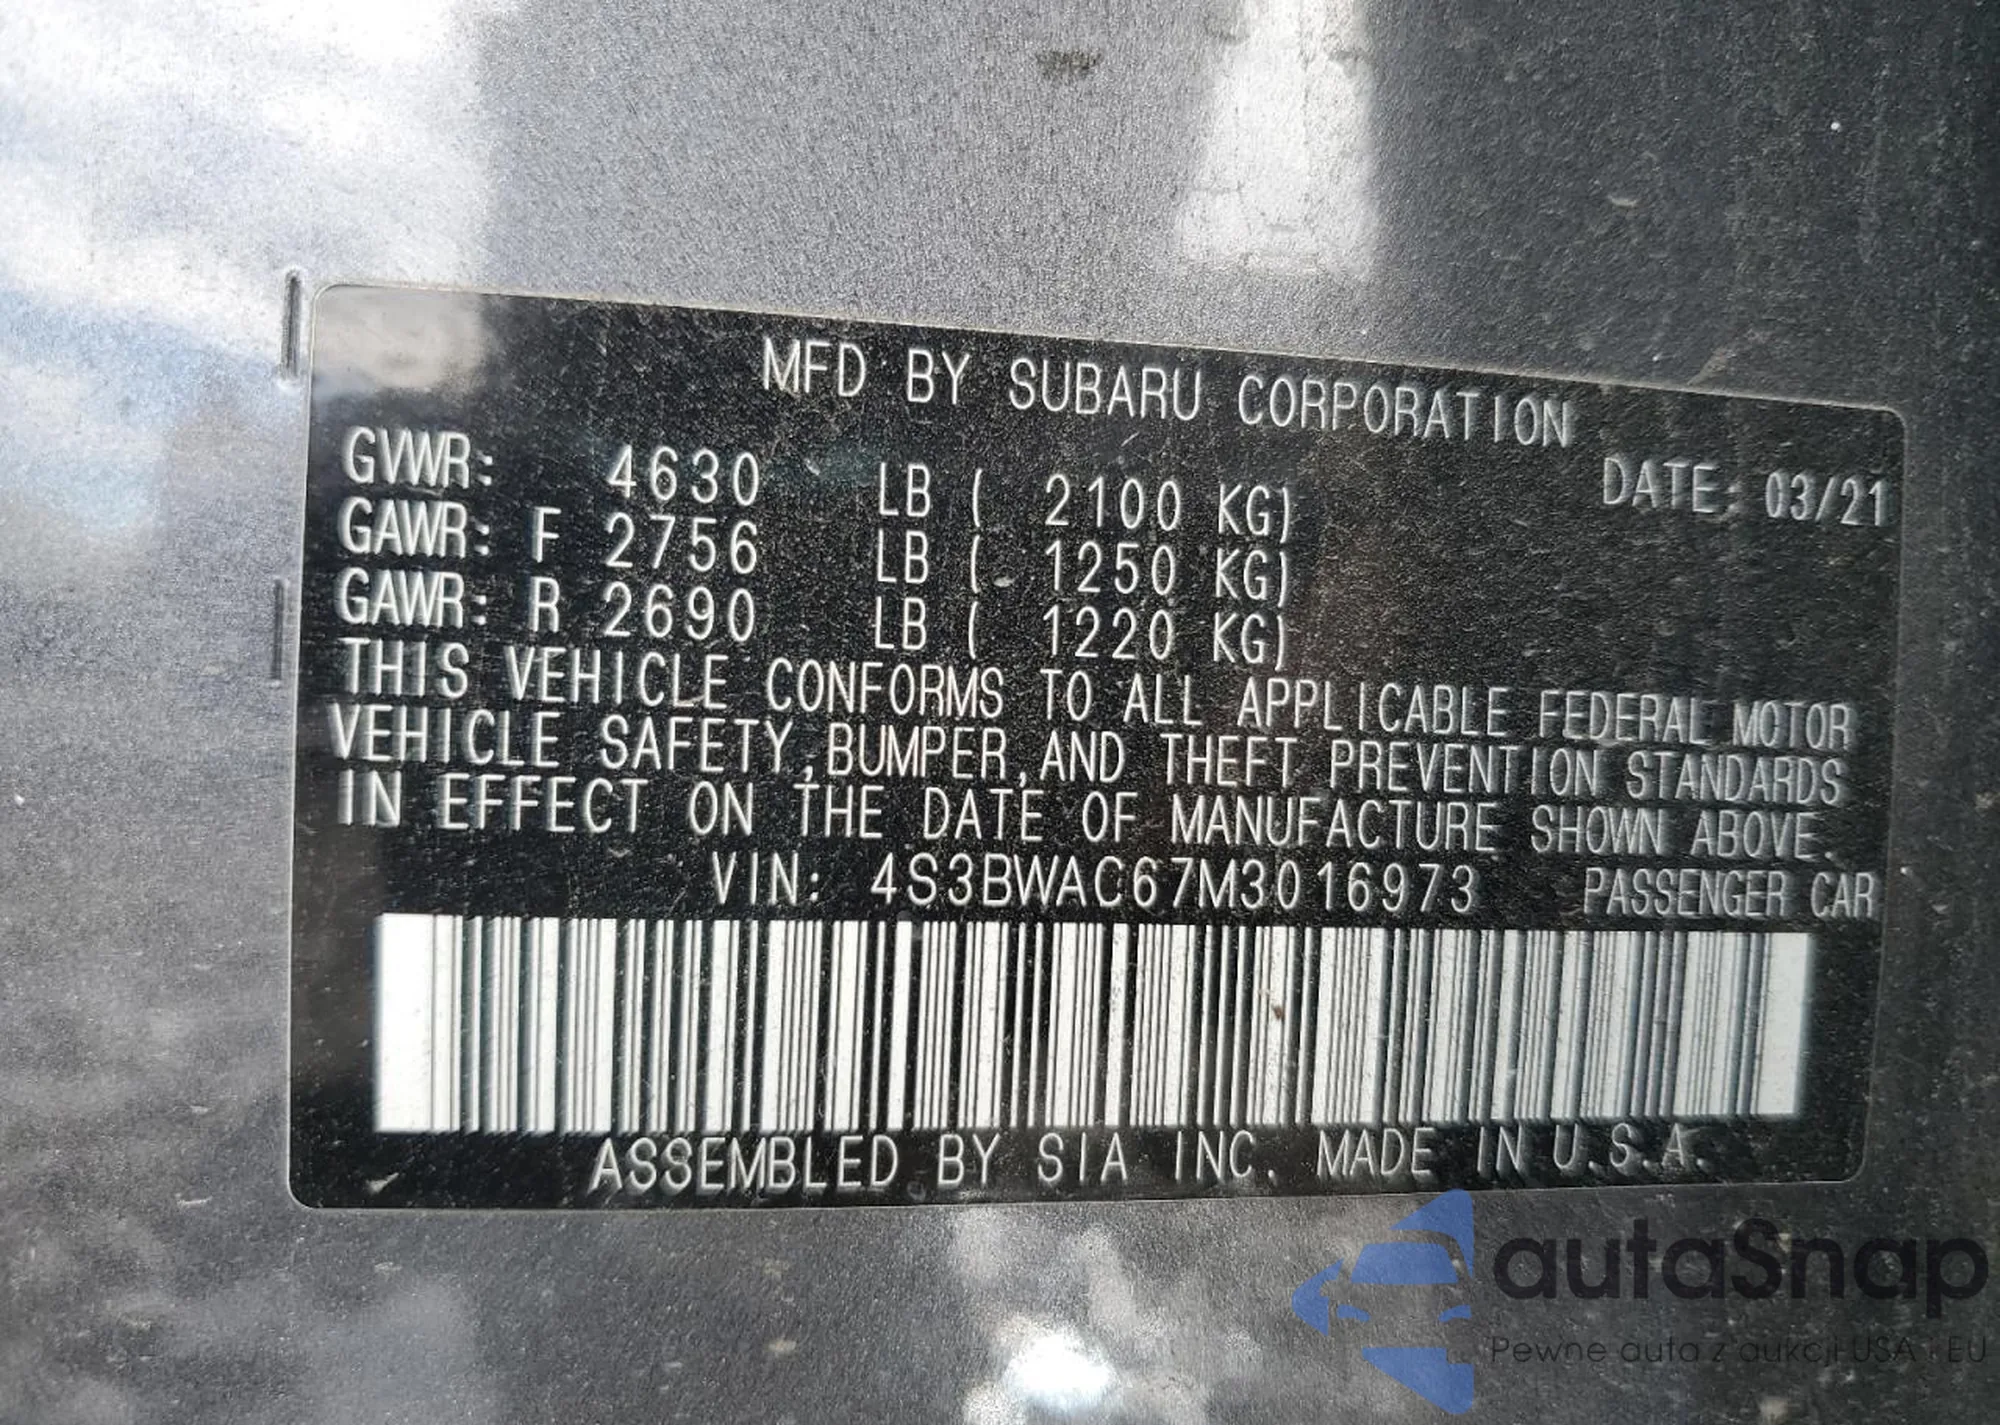 MFD BY SUBARU CORPORATION
GVWR: 4630 LB ( 2100 KG) DATE: 03/21
GAWR: F 2756 LB ( 1250 KG)
GAWR: R 2690 LB ( 1220 KG)
THIS VEHICLE CONFORMS TO ALL APPLICABLE FEDERAL MOTOR
VEHICLE SAFETY,BUMPER,AND THEFT PREVENTION STANDARDS
IN EFFECT ON THE DATE OF MANUFACTURE SHOWN ABOVE.
VIN: 4S3BWAC67M3016973 PASSENGER CAR
ASSEMBLED BY SIA INC. MADE IN U.S.A.
autaSnap
Pewne auta z aukcji USA i EU